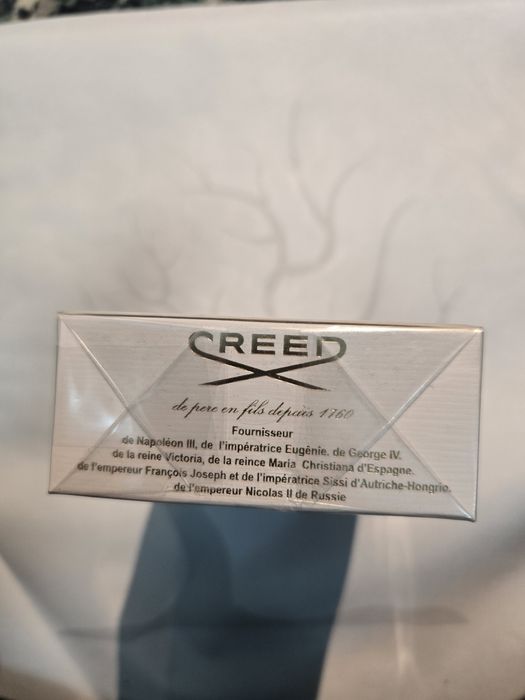 CREED
de pere en fils depuis 1760
Fournisseur
de Napoléon III, de l'impératrice Eugénie. de George IV.
de la reine Victoria, de la reince Maria Christiana d'Espagne.
de l'empereur François Joseph et de l'impératrice Sissi d'Autriche-Hongrie.
de l'empereur Nicolas II de Russie